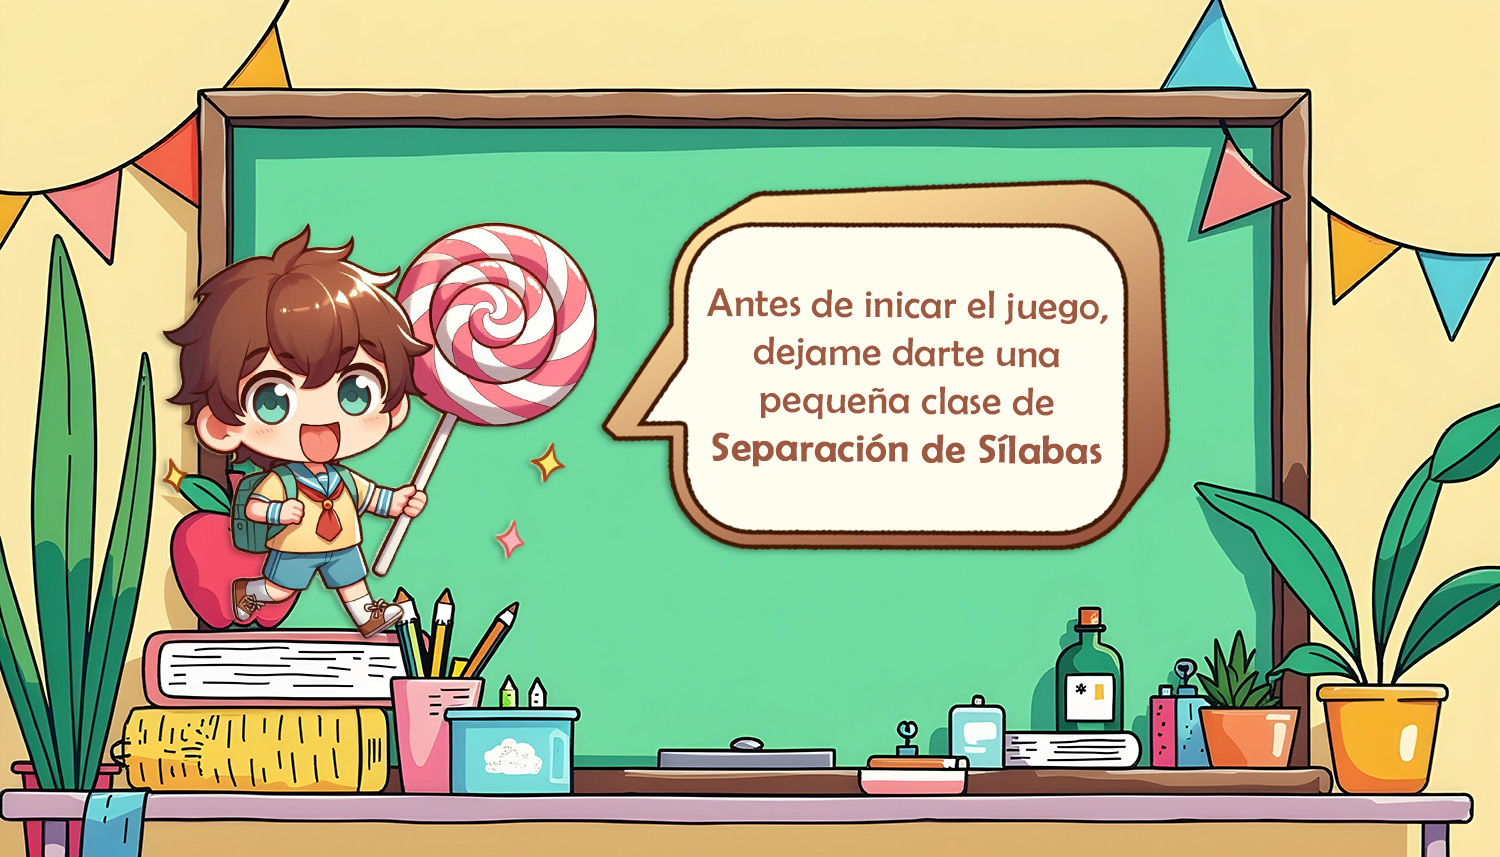 Antes de inicar el juego,
dejame darte una
pequeña clase de
Separación de Sílabas